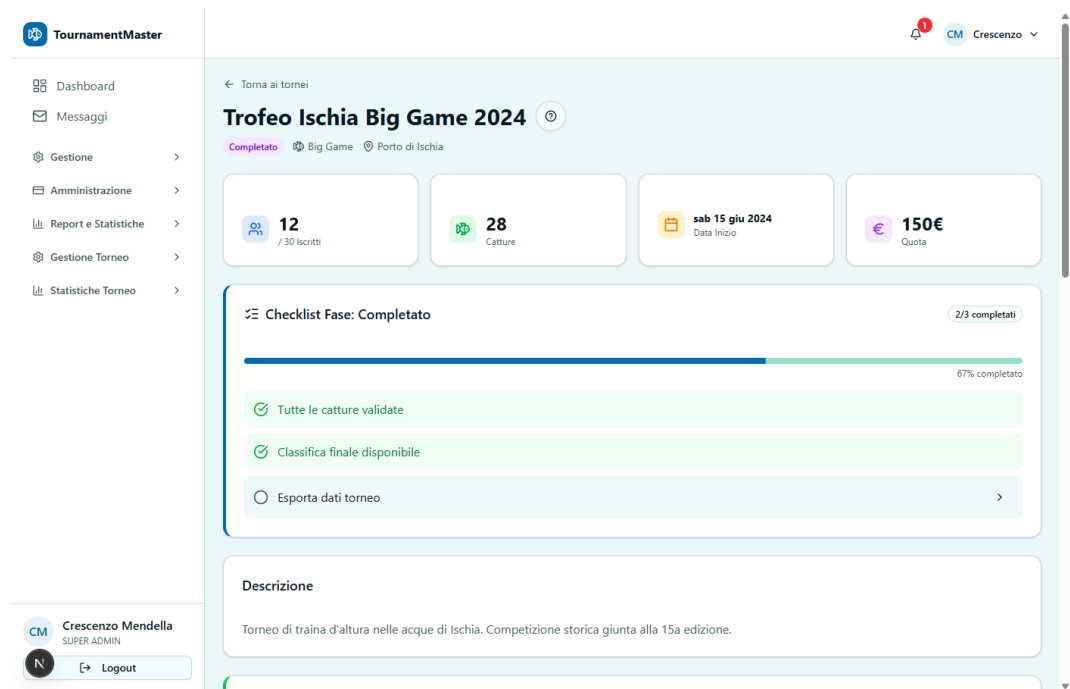 TournamentMaster
1
CM
Crescenzo
Dashboard
Messaggi
Gestione
Amministrazione
Report e Statistiche
Gestione Torneo
Statistiche Torneo
Torna ai tornei
Trofeo Ischia Big Game 2024
Completato
Big Game
Porto di Ischia
12
/ 30 Iscritti
28
Catture
sab 15 giu 2024
Data Inizio
€
150€
Quota
Checklist Fase: Completato
2/3 completati
67% completato
Tutte le catture validate
Classifica finale disponibile
Esporta dati torneo
Descrizione
Torneo di traina d'altura nelle acque di Ischia. Competizione storica giunta alla 15a edizione.
CM
Crescenzo Mendella
SUPER ADMIN
N
Logout